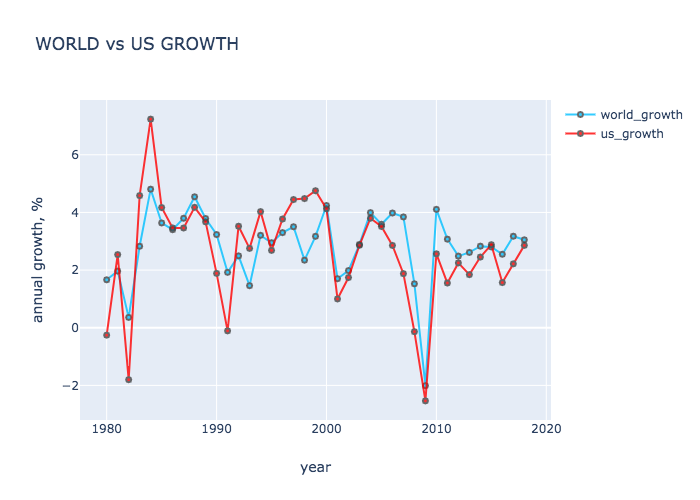 WORLD vs US GROWTH
world_growth
us_growth
annual growth, %
6
4
2
0
−2
1980 1990 2000 2010 2020
year